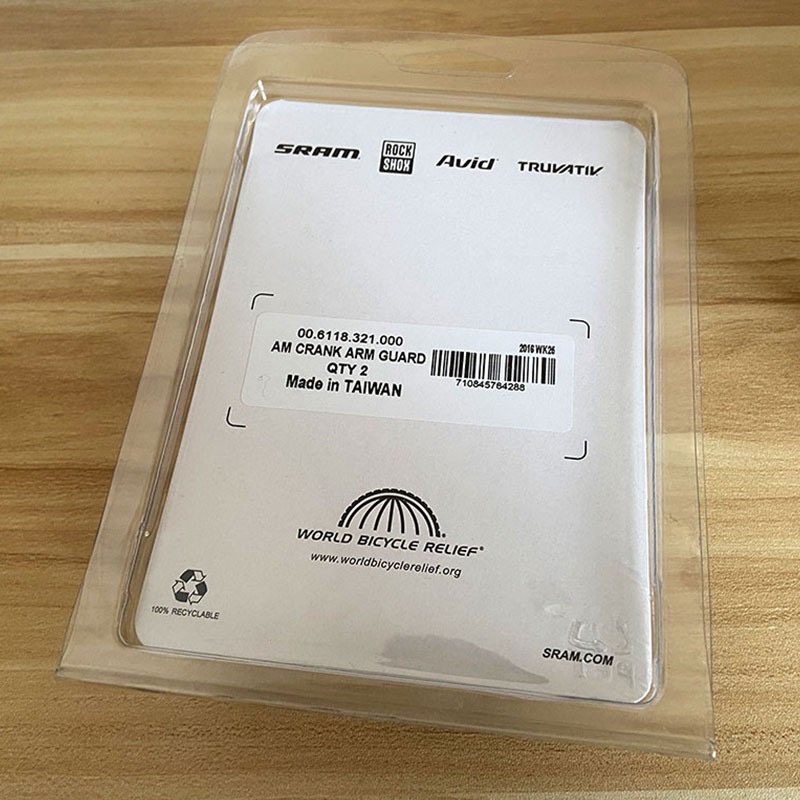 SRAM ROCK SHOX Avid TRUVATIV
00.6118.321.000
AM CRANK ARM GUARD
QTY 2
Made in TAIWAN
2016 WK26
710845764288
WORLD BICYCLE RELIEF®
www.worldbicyclerelief.org
100% RECYCLABLE
SRAM.COM